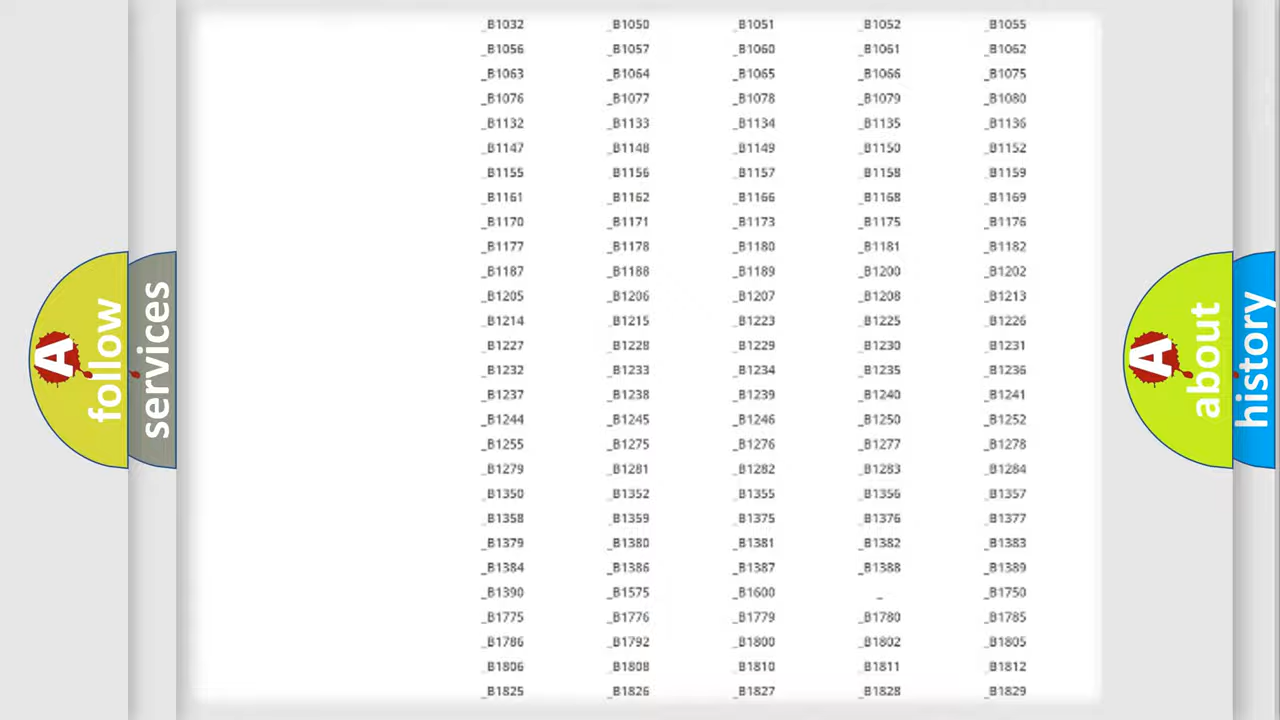 _B1032 _B1050 _B1051 _B1052 _B1055
_B1056 _B1057 _B1060 _B1061 _B1062
_B1063 _B1064 _B1065 _B1066 _B1075
_B1076 _B1077 _B1078 _B1079 _B1080
_B1132 _B1133 _B1134 _B1135 _B1136
_B1147 _B1148 _B1149 _B1150 _B1152
_B1155 _B1156 _B1157 _B1158 _B1159
_B1161 _B1162 _B1166 _B1168 _B1169
_B1170 _B1171 _B1173 _B1175 _B1176
_B1177 _B1178 _B1180 _B1181 _B1182
_B1187 _B1188 _B1189 _B1200 _B1202
_B1205 _B1206 _B1207 _B1208 _B1213
_B1214 _B1215 _B1223 _B1225 _B1226
_B1227 _B1228 _B1229 _B1230 _B1231
_B1232 _B1233 _B1234 _B1235 _B1236
_B1237 _B1238 _B1239 _B1240 _B1241
_B1244 _B1245 _B1246 _B1250 _B1252
_B1255 _B1275 _B1276 _B1277 _B1278
_B1279 _B1281 _B1282 _B1283 _B1284
_B1350 _B1352 _B1355 _B1356 _B1357
_B1358 _B1359 _B1375 _B1376 _B1377
_B1379 _B1380 _B1381 _B1382 _B1383
_B1384 _B1386 _B1387 _B1388 _B1389
_B1390 _B1575 _B1600 _ _B1750
_B1775 _B1776 _B1779 _B1780 _B1785
_B1786 _B1792 _B1800 _B1802 _B1805
_B1806 _B1808 _B1810 _B1811 _B1812
_B1825 _B1826 _B1827 _B1828 _B1829
A
follow
services
A
about
history